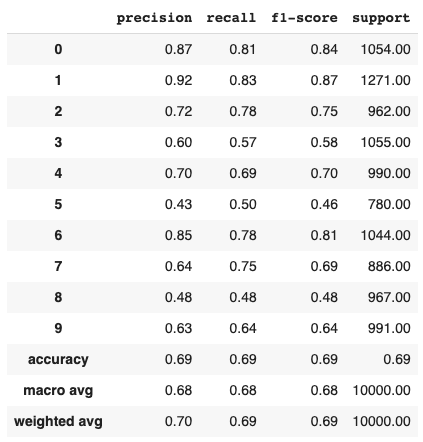 precision recall f1-score support
0 0.87 0.81 0.84 1054.00
1 0.92 0.83 0.87 1271.00
2 0.72 0.78 0.75 962.00
3 0.60 0.57 0.58 1055.00
4 0.70 0.69 0.70 990.00
5 0.43 0.50 0.46 780.00
6 0.85 0.78 0.81 1044.00
7 0.64 0.75 0.69 886.00
8 0.48 0.48 0.48 967.00
9 0.63 0.64 0.64 991.00
accuracy 0.69 0.69 0.69 0.69
macro avg 0.68 0.68 0.68 10000.00
weighted avg 0.70 0.69 0.69 10000.00